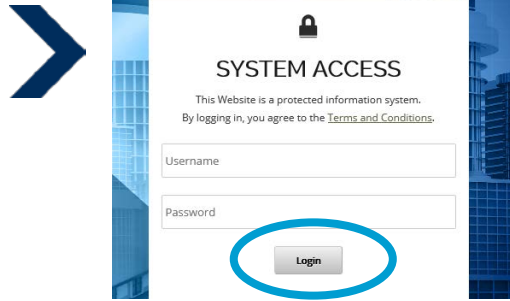 SYSTEM ACCESS
This Website is a protected information system.
By logging in, you agree to the Terms and Conditions.
Username
Password
Login